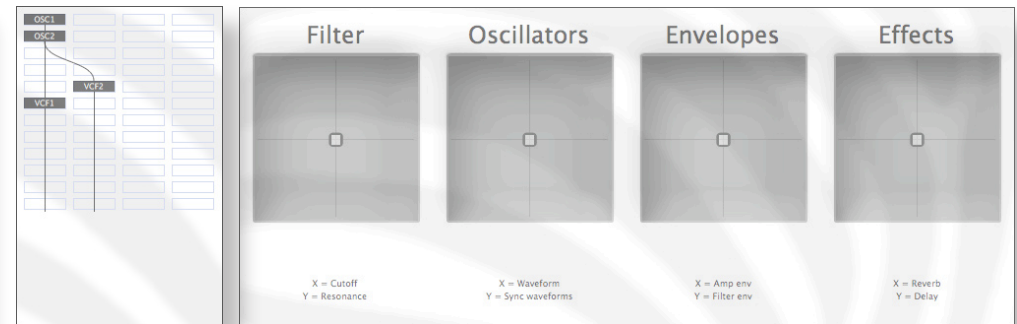 OSC1
OSC2
VCF2
VCF1
Filter
Oscillators
Envelopes
Effects
X = Cutoff
Y = Resonance
X = Waveform
Y = Sync waveforms
X = Amp env
Y = Filter env
X = Reverb
Y = Delay